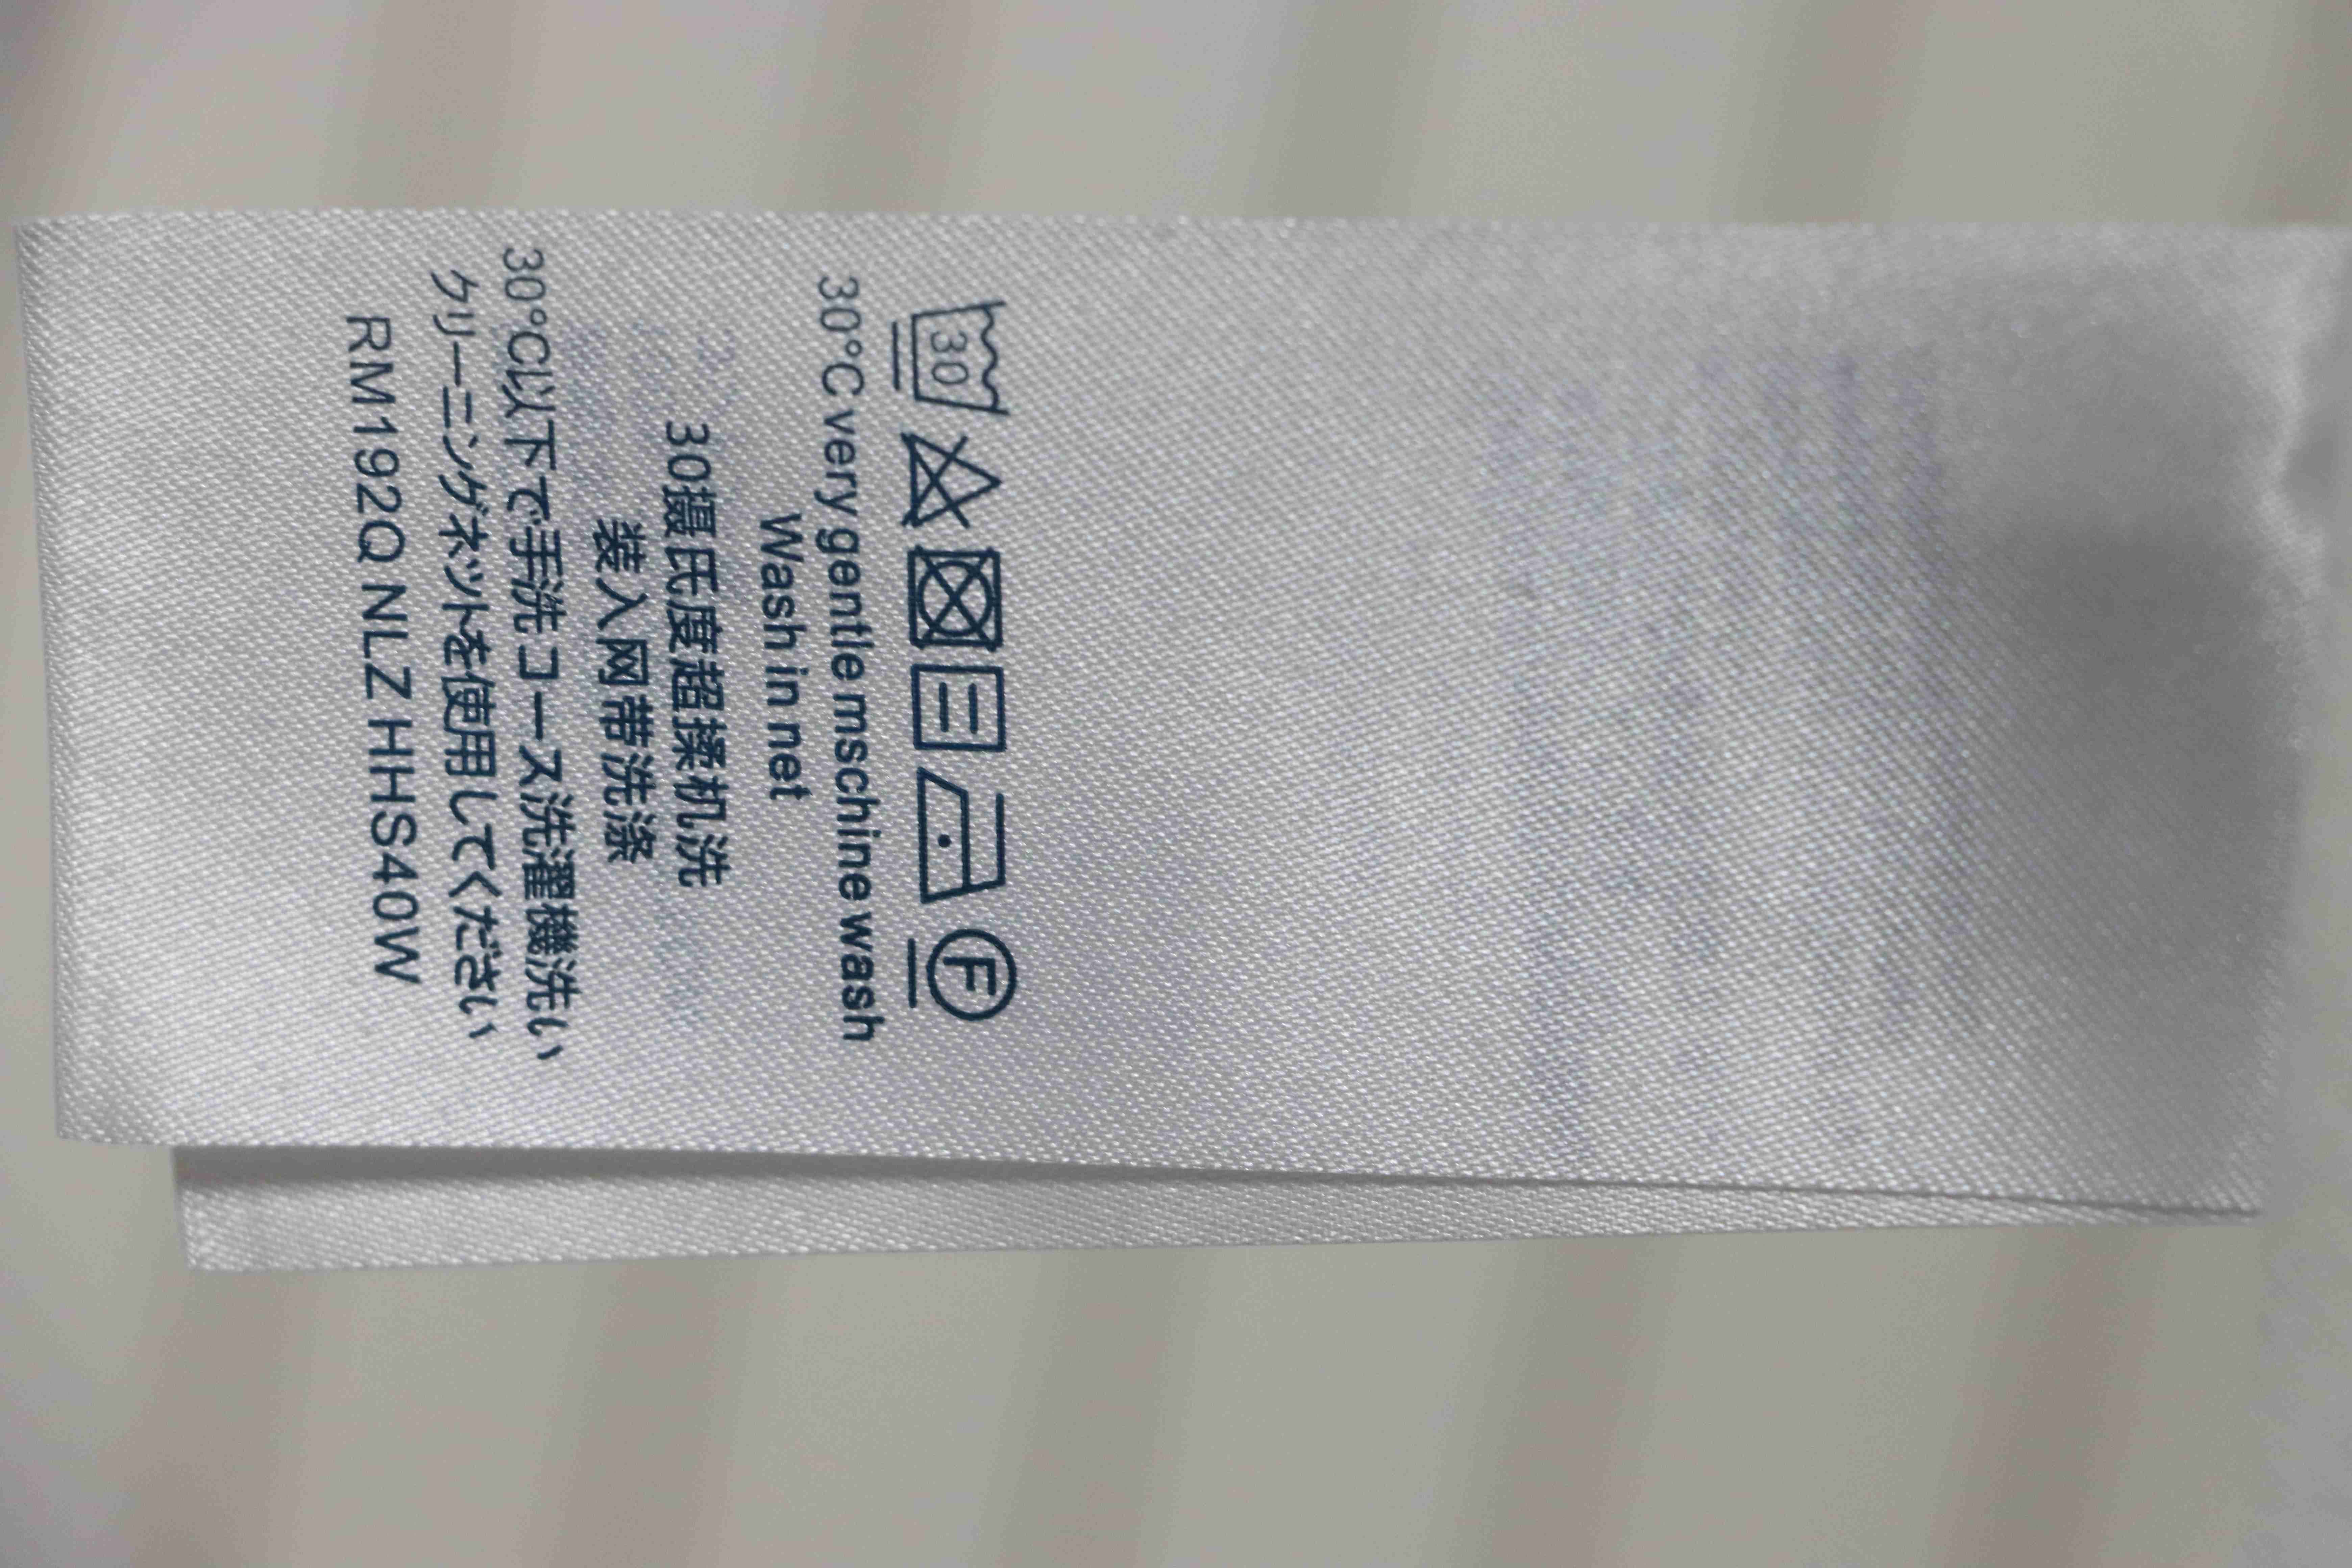 30
F
30°C very gentle mschine wash
Wash in net
30摄氏度超揉机洗
装入网带洗涤
30°C以下で手洗コース洗濯機洗い
クリーニングネットを使用してください
RM192Q NLZ HHS40W